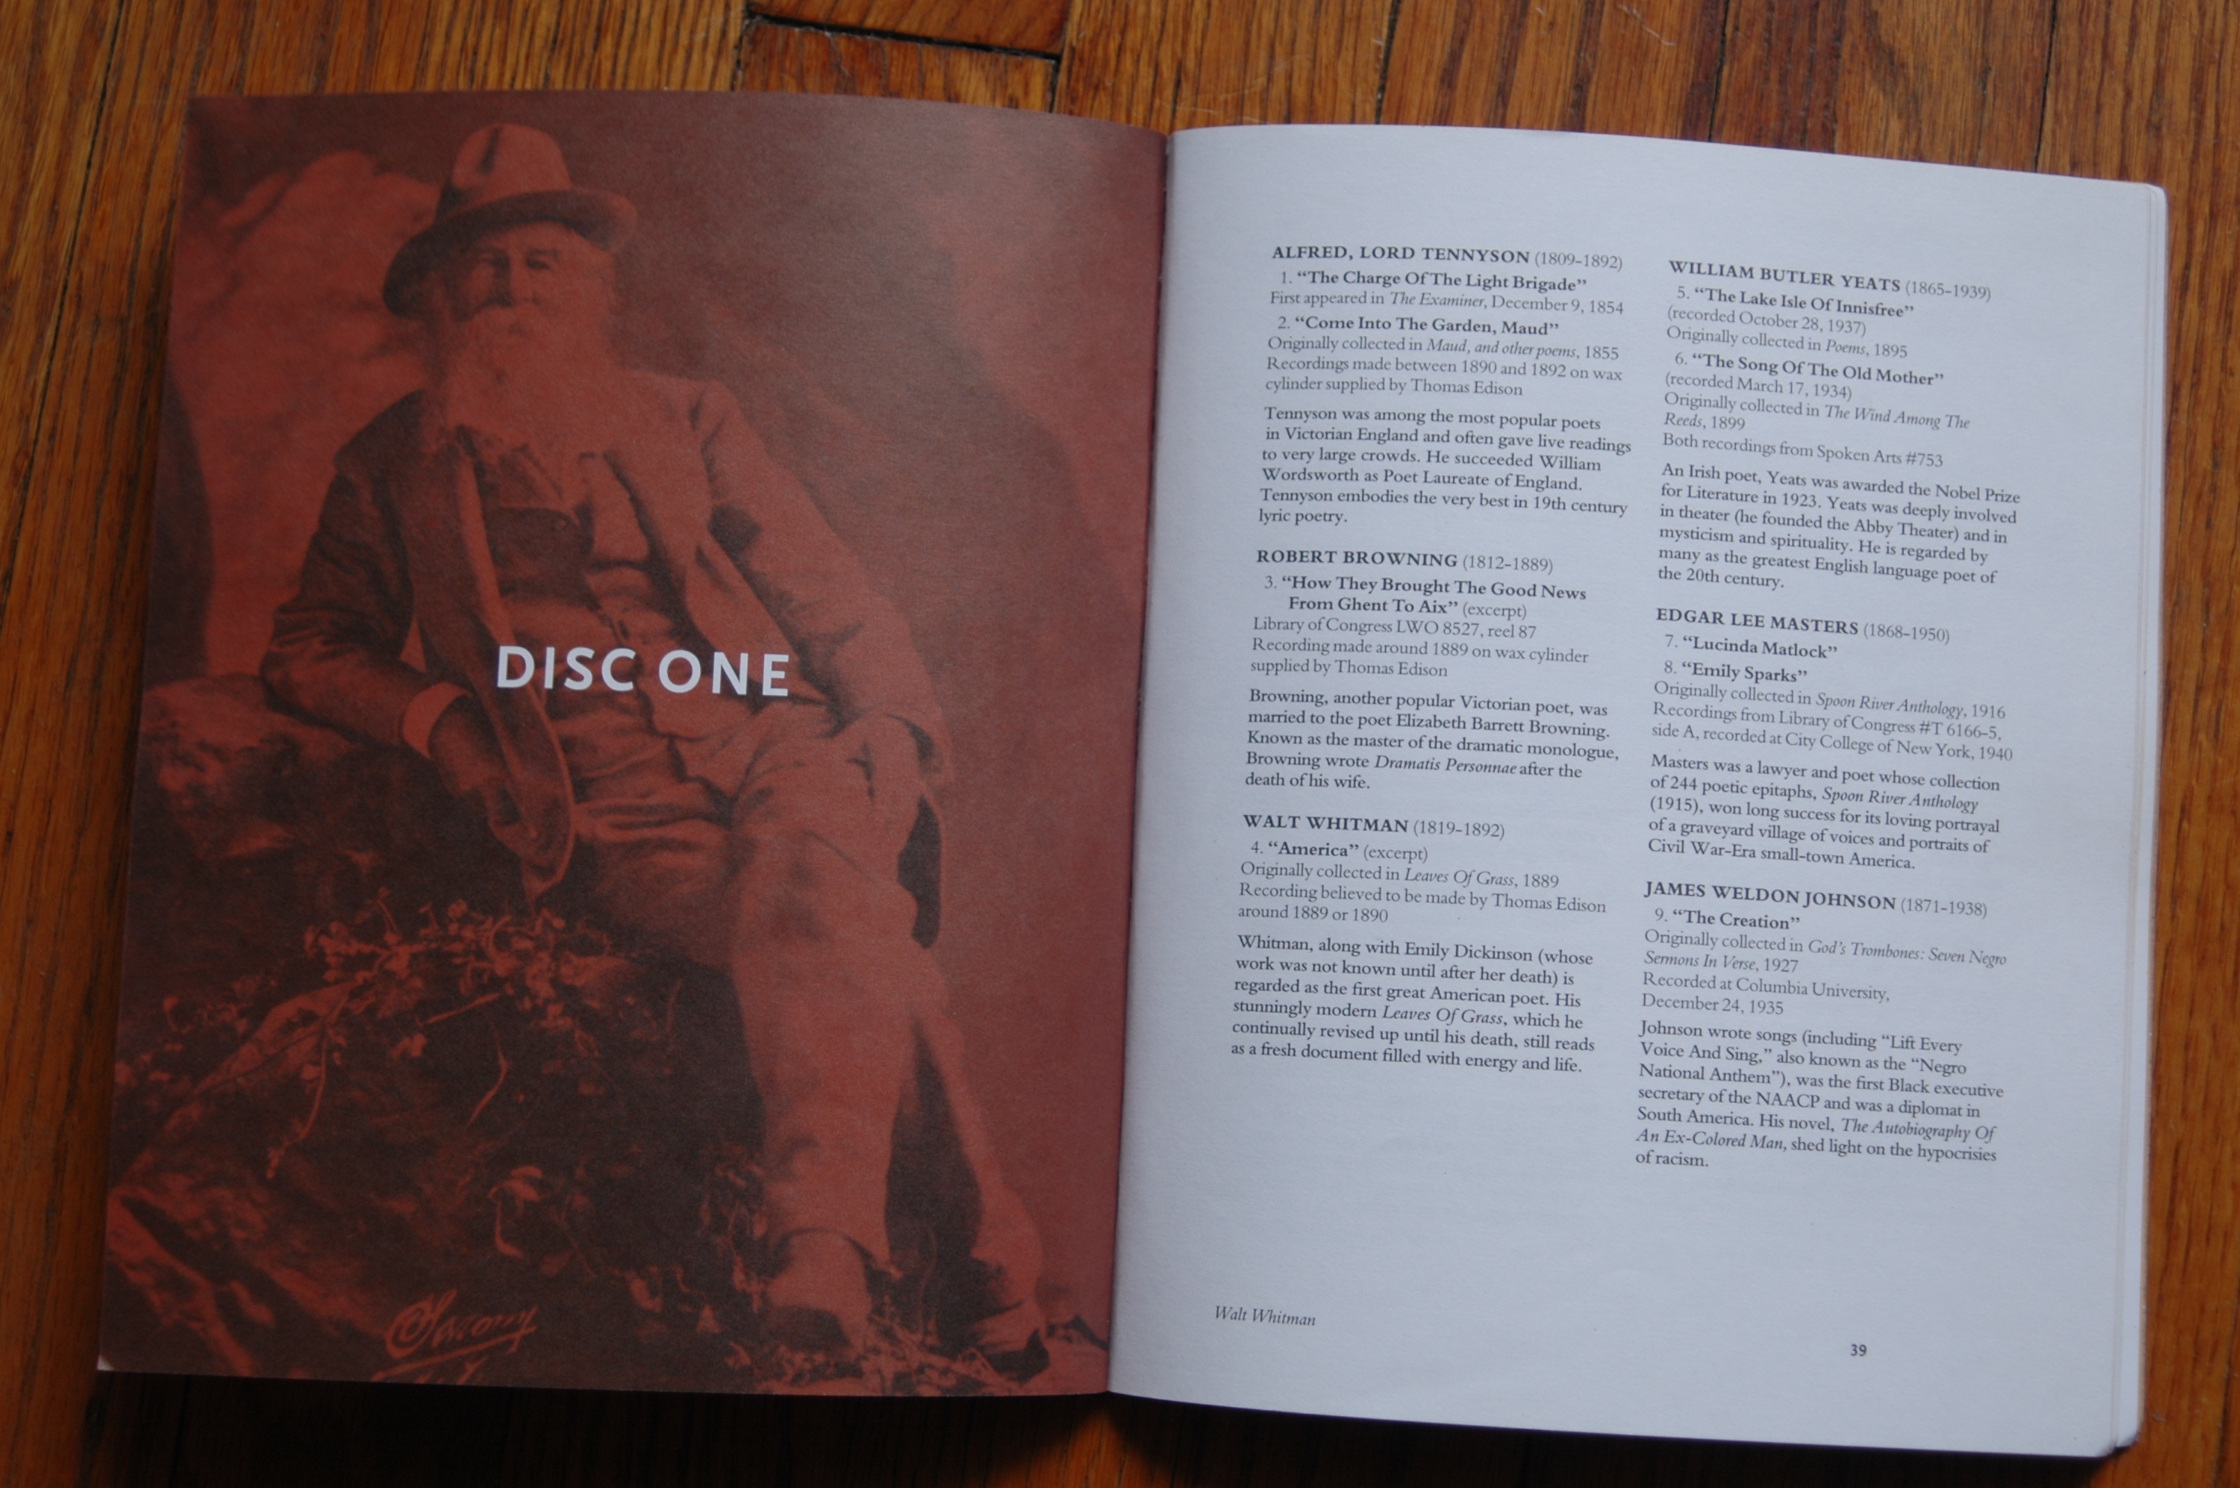 DISC ONE
Sarony
ALFRED, LORD TENNYSON (1809–1892)
1. “The Charge Of The Light Brigade”
First appeared in The Examiner, December 9, 1854
2. “Come Into The Garden, Maud”
Originally collected in Maud, and other poems, 1855
Recordings made between 1890 and 1892 on wax
cylinder supplied by Thomas Edison
Tennyson was among the most popular poets
in Victorian England and often gave live readings
to very large crowds. He succeeded William
Wordsworth as Poet Laureate of England.
Tennyson embodies the very best in 19th century
lyric poetry.
ROBERT BROWNING (1812–1889)
3. “How They Brought The Good News
From Ghent To Aix” (excerpt)
Library of Congress LWO 8527, reel 87
Recording made around 1889 on wax cylinder
supplied by Thomas Edison
Browning, another popular Victorian poet, was
married to the poet Elizabeth Barrett Browning.
Known as the master of the dramatic monologue,
Browning wrote Dramatis Personnae after the
death of his wife.
WALT WHITMAN (1819–1892)
4. “America” (excerpt)
Originally collected in Leaves Of Grass, 1889
Recording believed to be made by Thomas Edison
around 1889 or 1890
Whitman, along with Emily Dickinson (whose
work was not known until after her death) is
regarded as the first great American poet. His
stunningly modern Leaves Of Grass, which he
continually revised up until his death, still reads
as a fresh document filled with energy and life.
Walt Whitman
WILLIAM BUTLER YEATS (1865–1939)
5. “The Lake Isle Of Innisfree”
(recorded October 28, 1937)
Originally collected in Poems, 1895
6. “The Song Of The Old Mother”
(recorded March 17, 1934)
Originally collected in The Wind Among The
Reeds, 1899
Both recordings from Spoken Arts #753
An Irish poet, Yeats was awarded the Nobel Prize
for Literature in 1923. Yeats was deeply involved
in theater (he founded the Abby Theater) and in
mysticism and spirituality. He is regarded by
many as the greatest English language poet of
the 20th century.
EDGAR LEE MASTERS (1868–1950)
7. “Lucinda Matlock”
8. “Emily Sparks”
Originally collected in Spoon River Anthology, 1916
Recordings from Library of Congress #T 6166-5,
side A, recorded at City College of New York, 1940
Masters was a lawyer and poet whose collection
of 244 poetic epitaphs, Spoon River Anthology
(1915), won long success for its loving portrayal
of a graveyard village of voices and portraits of
Civil War-Era small-town America.
JAMES WELDON JOHNSON (1871–1938)
9. “The Creation”
Originally collected in God’s Trombones: Seven Negro
Sermons In Verse, 1927
Recorded at Columbia University,
December 24, 1935
Johnson wrote songs (including “Lift Every
Voice And Sing,” also known as the “Negro
National Anthem”), was the first Black executive
secretary of the NAACP and was a diplomat in
South America. His novel, The Autobiography Of
An Ex-Colored Man, shed light on the hypocrisies
of racism.
39